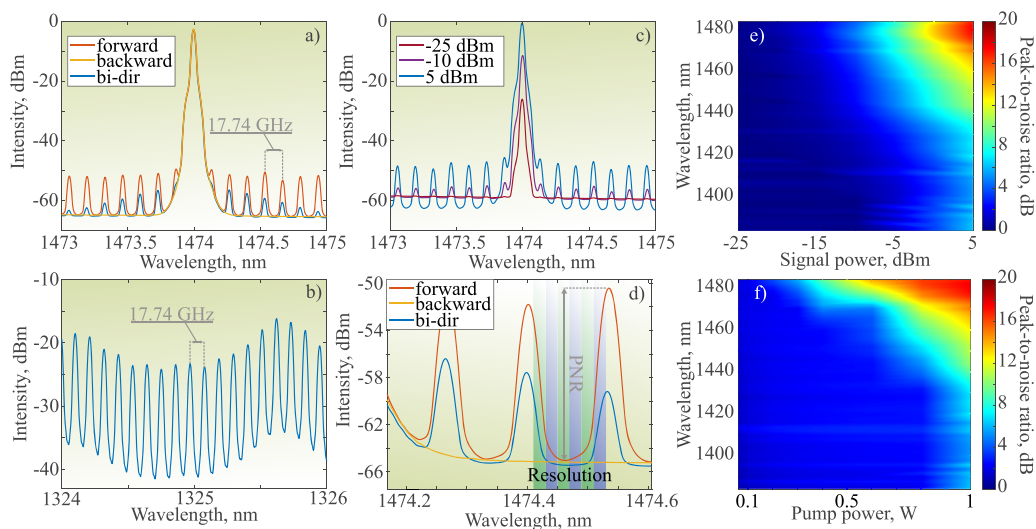 a)
forward
backward
bi-dir
17.74 GHz
0
-20
-40
-60
Intensity, dBm
1473
1473.5
1474
1474.5
1475
Wavelength, nm
c)
-25 dBm
-10 dBm
5 dBm
0
-20
-40
-60
Intensity, dBm
1473
1473.5
1474
1474.5
1475
Wavelength, nm
e)
1480
1460
1440
1420
1400
Wavelength, nm
-25
-15
-5
5
Signal power, dBm
20
16
12
8
4
0
Peak-to-noise ratio, dB
b)
17.74 GHz
-10
-20
-30
-40
Intensity, dBm
1324
1325
1326
Wavelength, nm
d)
forward
backward
bi-dir
PNR
Resolution
-50
-54
-58
-62
-66
Intensity, dBm
1474.2
1474.4
1474.6
Wavelength, nm
f)
1480
1460
1440
1420
1400
Wavelength, nm
0.1
0.5
1
Pump power, W
20
16
12
8
4
0
Peak-to-noise ratio, dB